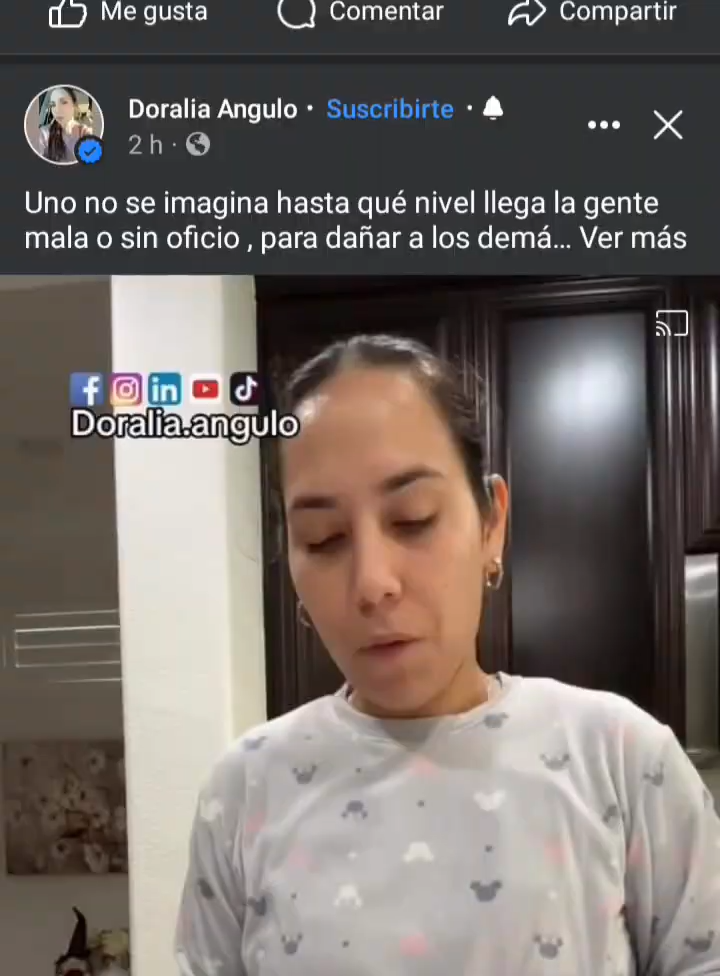 Me gusta Comentar Compartir
Doralia Angulo · Suscribirte ·
2 h ·
Uno no se imagina hasta qué nivel llega la gente
mala o sin oficio , para dañar a los demá... Ver más
Doralia.angulo